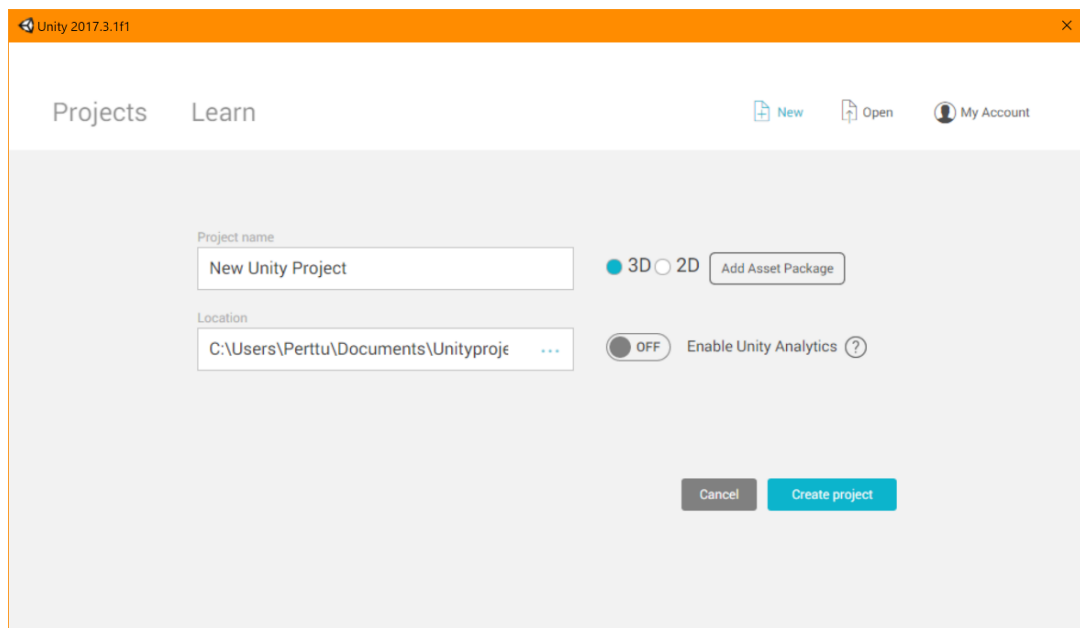 Unity 2017.3.1f1
Projects Learn New Open My Account
Project name
New Unity Project 3D 2D Add Asset Package
Location
C:\Users\Perttu\Documents\Unityproje ... OFF Enable Unity Analytics ?
Cancel Create project